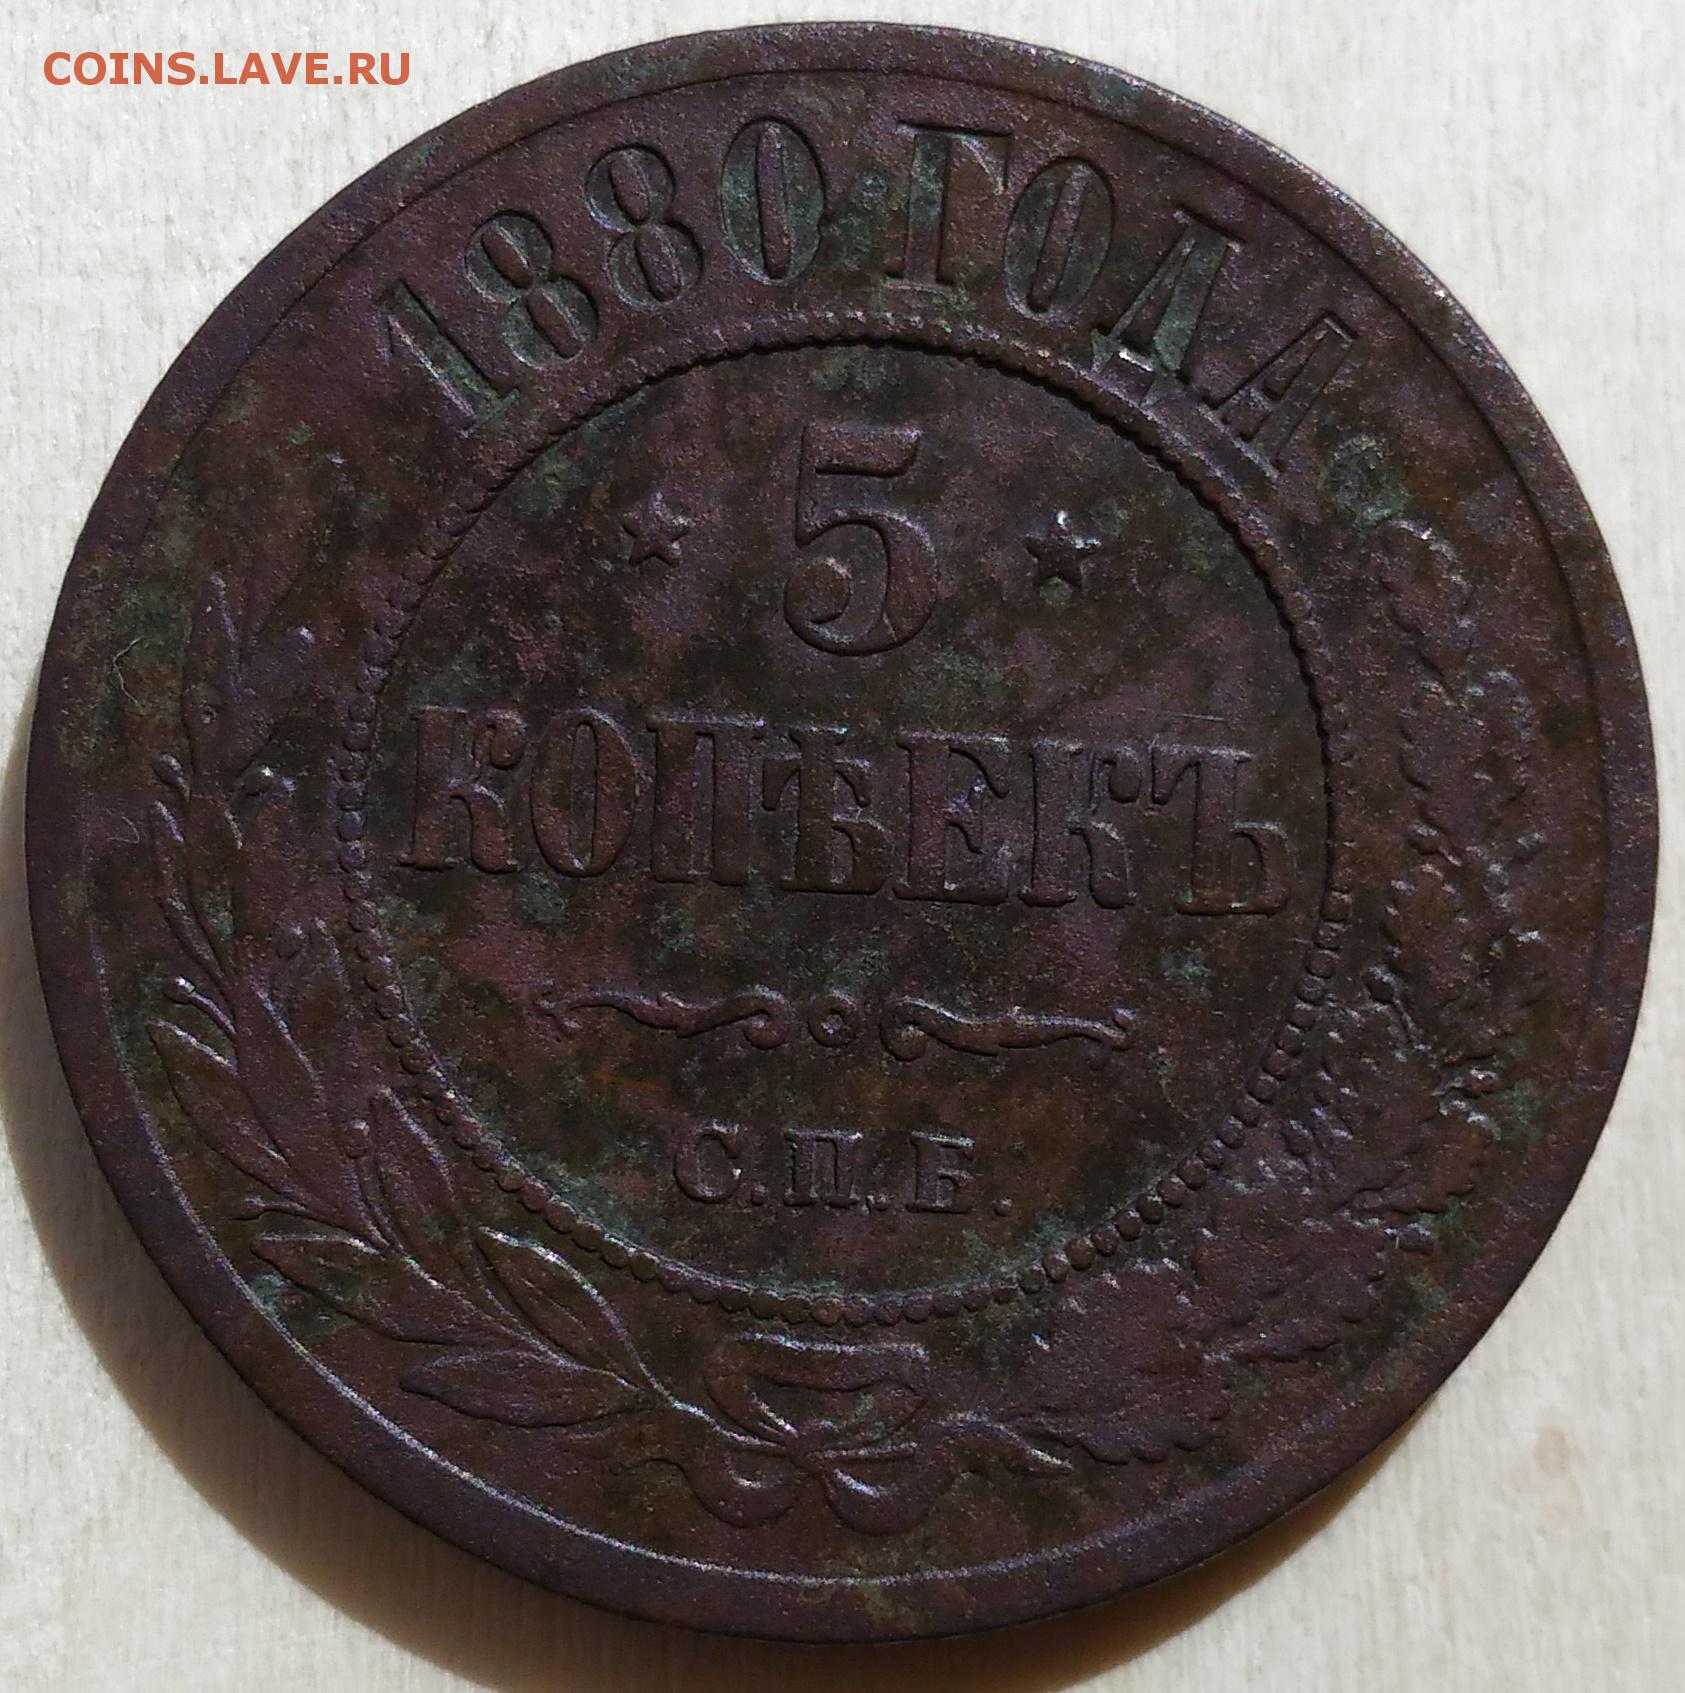 COINS.LAVE.RU
1880 ГОДА
5
КОПѢЕКЪ
С.П.Б.